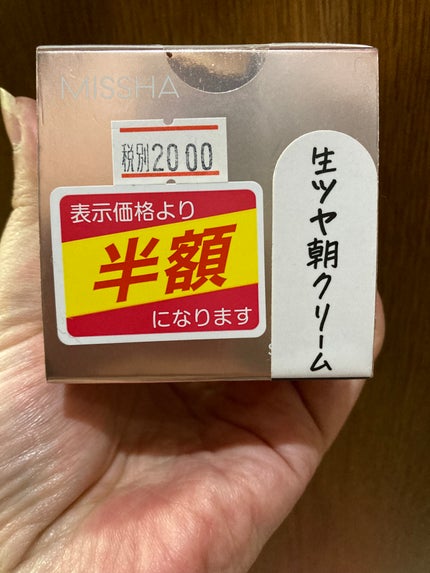 MISSHA
税別2000
表示価格より
半額
になります
生ツヤ朝クリーム
S